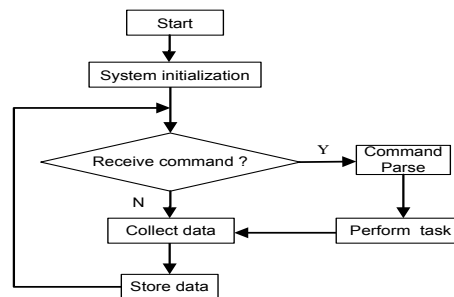 Start
System initialization
Receive command ?
Y
Command
Parse
N
Collect data
Perform task
Store data